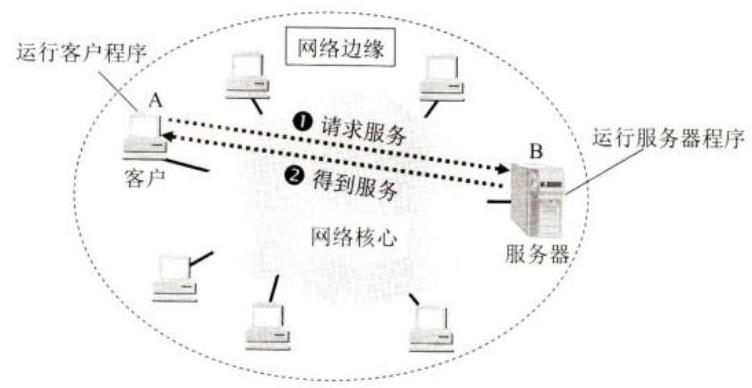 网络边缘
运行客户程序
A
❶ 请求服务
B
运行服务器程序
客户
❷ 得到服务
网络核心
服务器